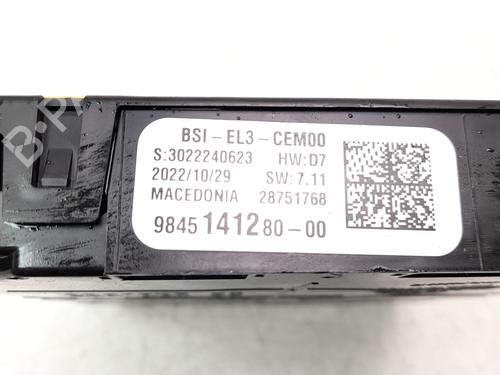 BSI-EL3-CEM00
S:3022240623 HW:D7
2022/10/29 SW:7.11
MACEDONIA 28751768
9845141280-00